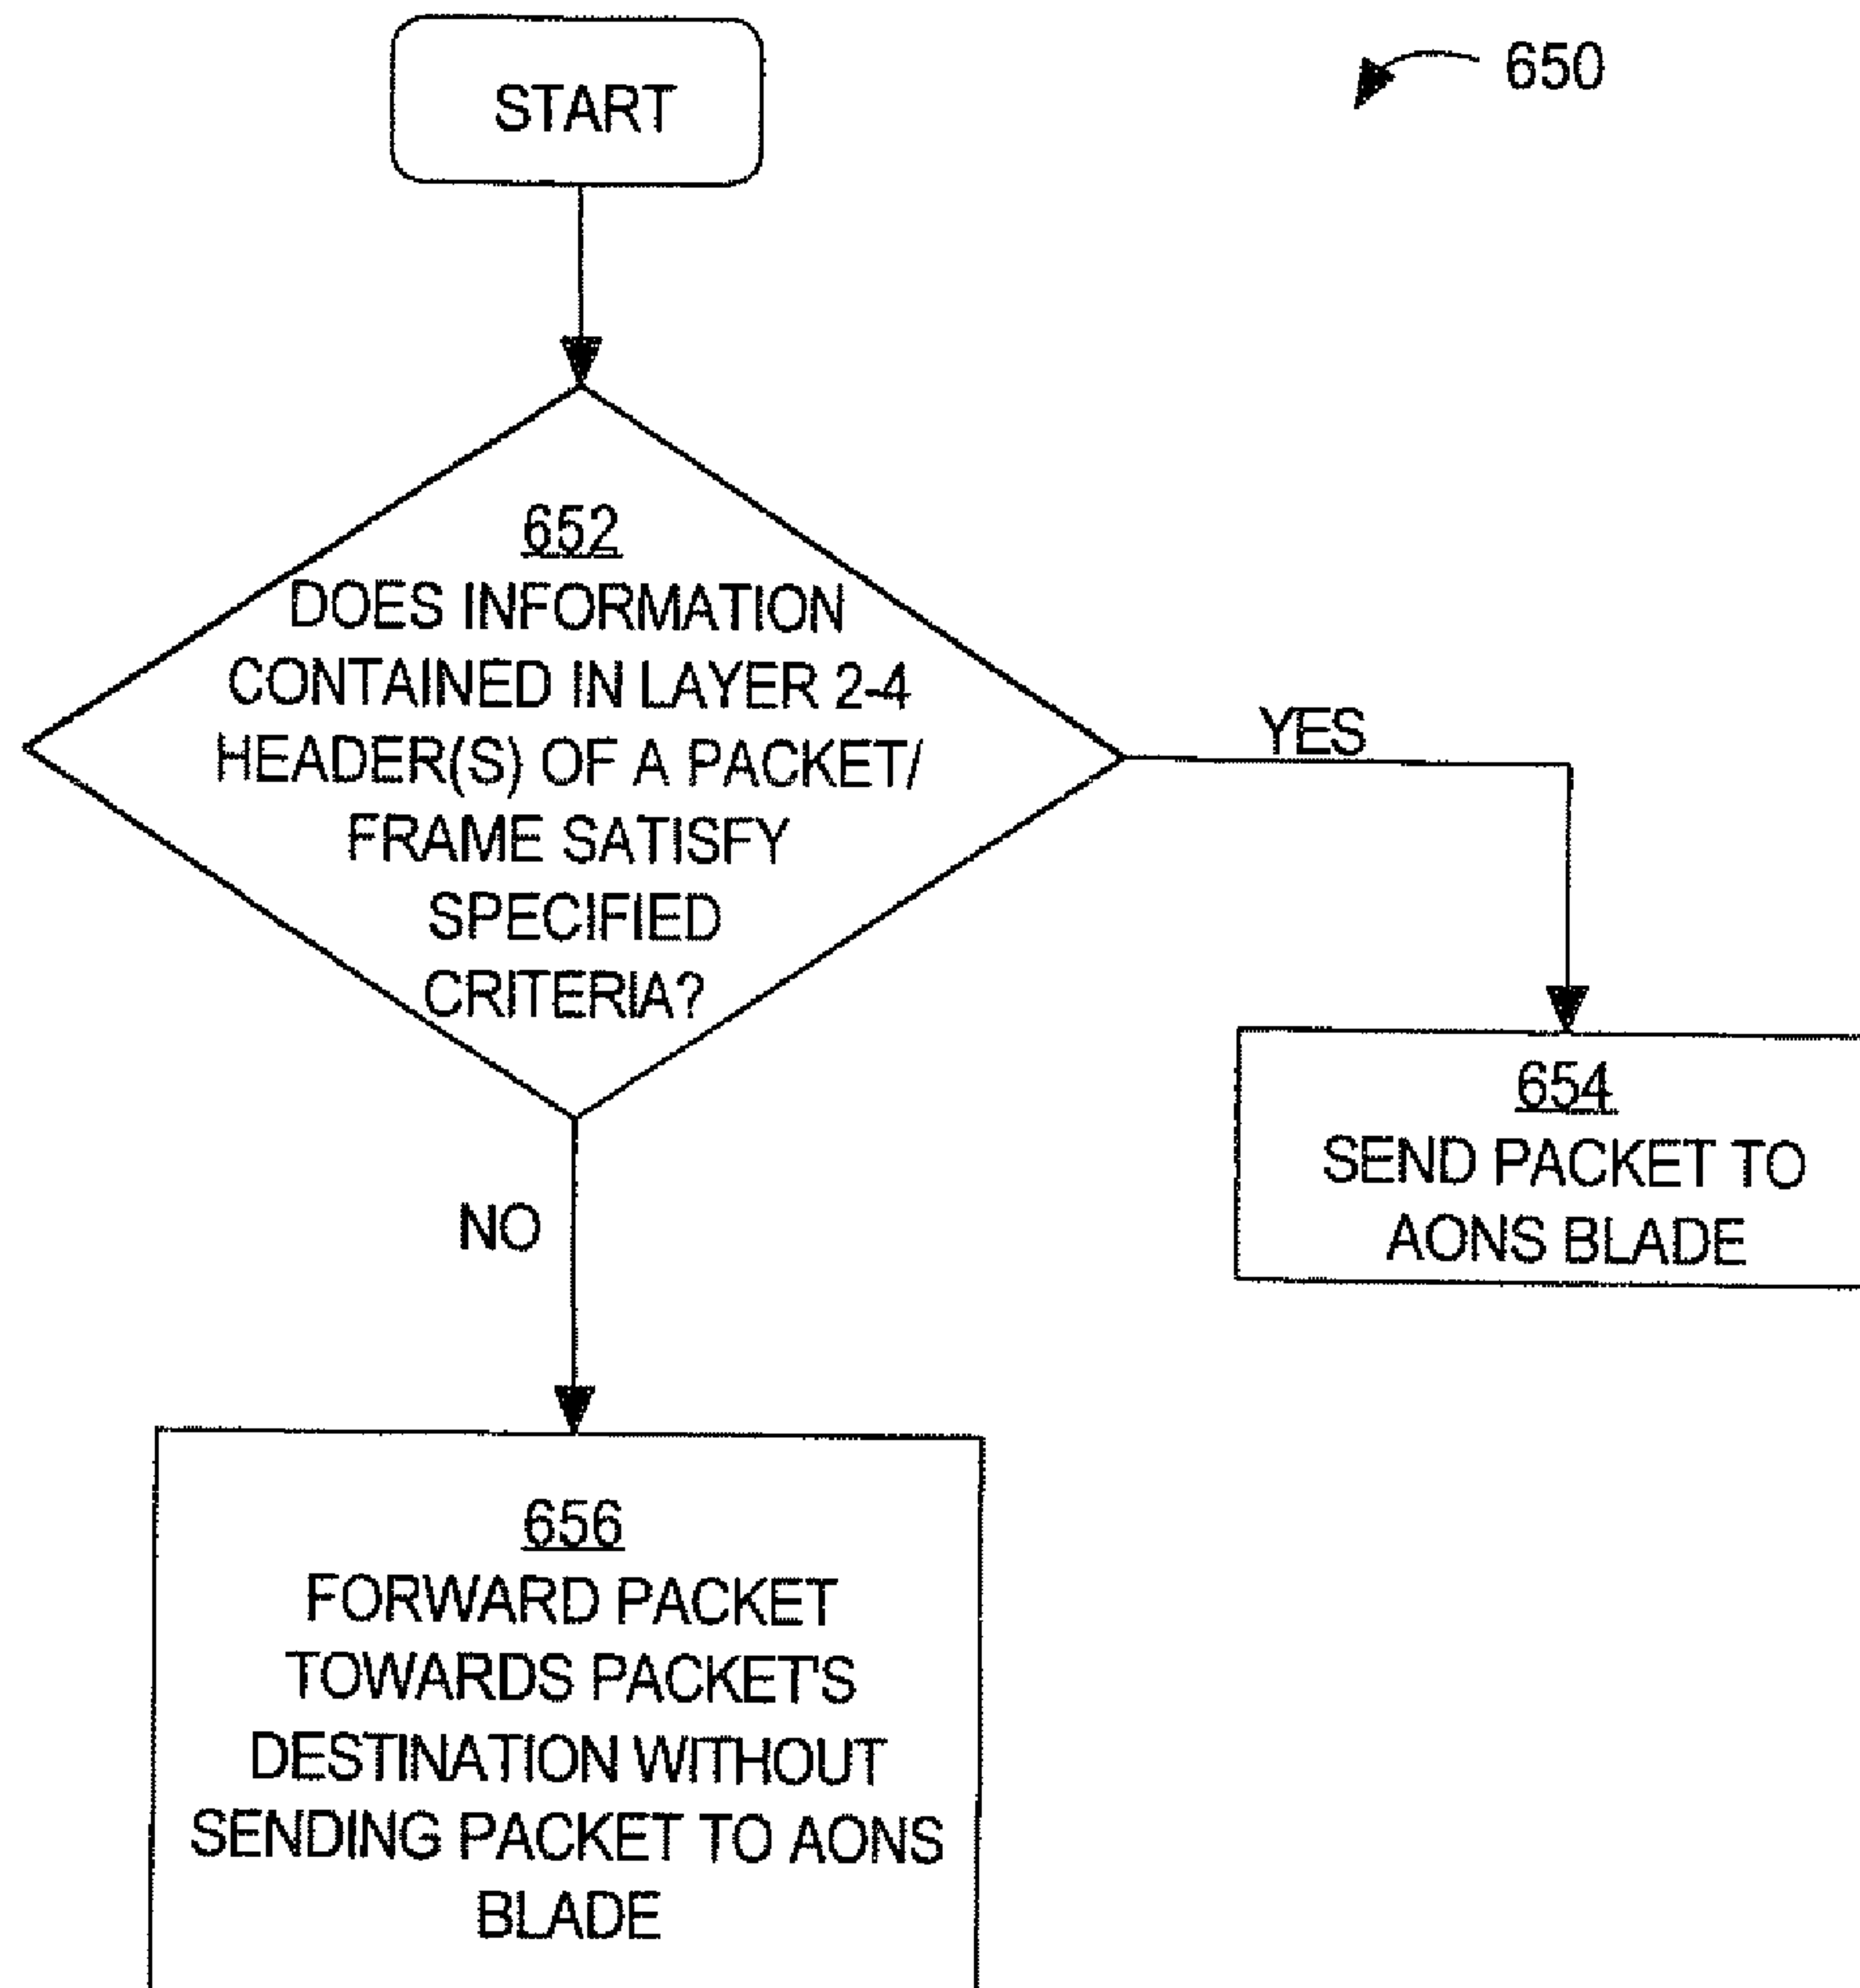 START
650
652
DOES INFORMATION
CONTAINED IN LAYER 2-4
HEADER(S) OF A PACKET/
FRAME SATISFY
SPECIFIED
CRITERIA?
YES
654
SEND PACKET TO
AONS BLADE
NO
656
FORWARD PACKET
TOWARDS PACKET'S
DESTINATION WITHOUT
SENDING PACKET TO AONS
BLADE